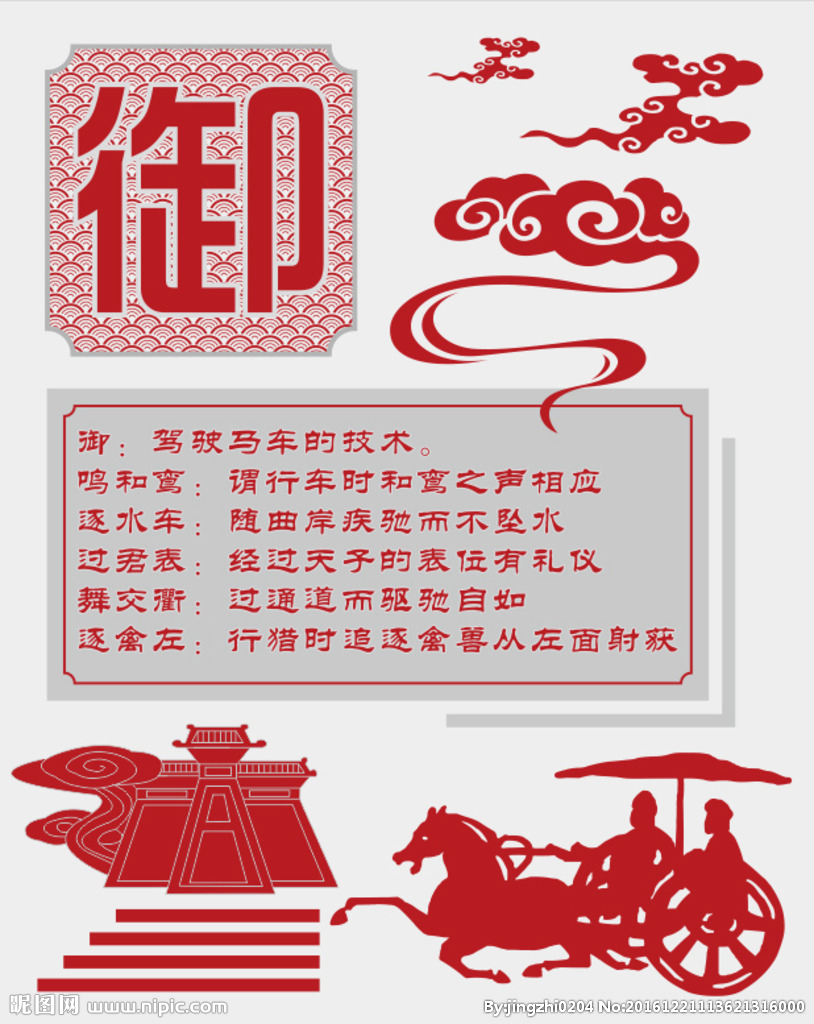 御
御：驾驶马车的技术。
鸣和鸾：谓行车时和鸾之声相应
逐水车：随曲岸疾驰而不坠水
过君表：经过天子的表位有礼仪
舞交衢：过通道而驱驰自如
逐禽左：行猎时追逐禽兽从左面射获
昵图网 www.nipic.com
By:jingzhi0204 No:20161221113621316000